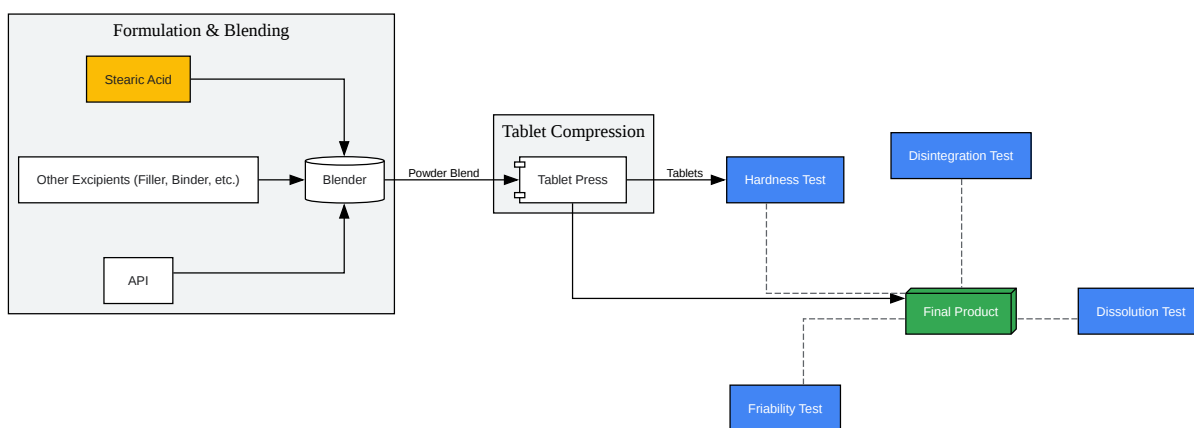 Formulation & Blending
Stearic Acid
Other Excipients (Filler, Binder, etc.)
Blender
API
Powder Blend
Tablet Compression
Tablet Press
Tablets
Hardness Test
Disintegration Test
Final Product
Dissolution Test
Friability Test